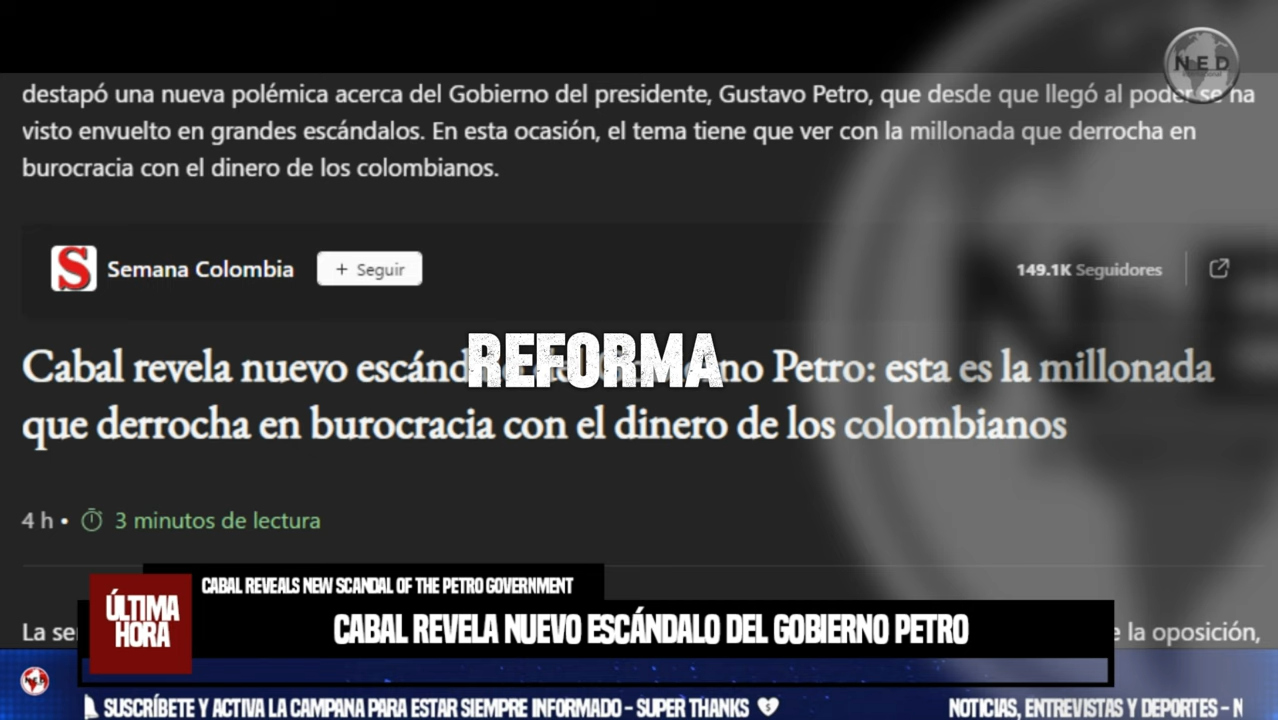 NED
International
destapó una nueva polémica acerca del Gobierno del presidente, Gustavo Petro, que desde que llegó al poder se ha
visto envuelto en grandes escándalos. En esta ocasión, el tema tiene que ver con la millonada que derrocha en
burocracia con el dinero de los colombianos.
S
Semana Colombia
+ Seguir
149.1K Seguidores
REFORMA
Cabal revela nuevo no Petro: esta es la millonada
que derrocha en burocracia con el dinero de los colombianos
4 h • 3 minutos de lectura
CABAL REVEALS NEW SCANDAL OF THE PETRO GOVERNMENT
ÚLTIMA
HORA
CABAL REVELA NUEVO ESCÁNDALO DEL GOBIERNO PETRO
La la oposición,
SUSCRÍBETE Y ACTIVA LA CAMPANA PARA ESTAR SIEMPRE INFORMADO - SUPER THANKS
NOTICIAS, ENTREVISTAS Y DEPORTES - N